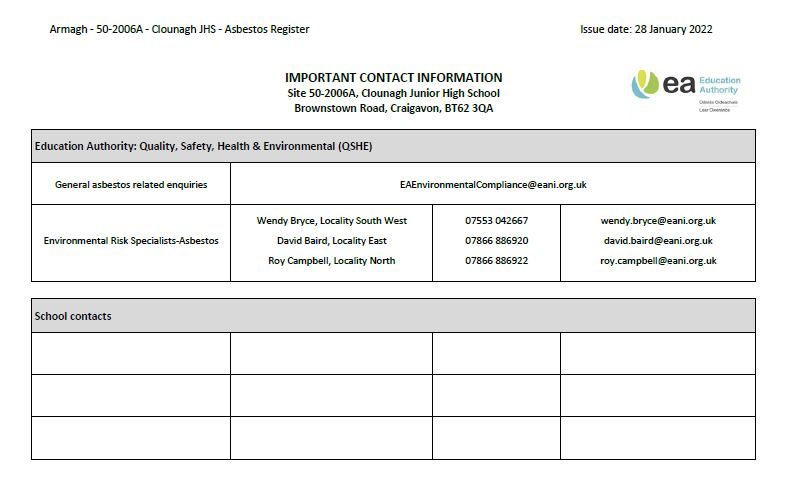 Armagh - 50-2006A - Clounagh JHS - Asbestos Register
Issue date: 28 January 2022
IMPORTANT CONTACT INFORMATION
Site 50-2006A, Clounagh Junior High School
Brownstown Road, Craigavon, BT62 3QA
ea Education
Authority
Education Authority: Quality, Safety, Health & Environmental (QSHE)
General asbestos related enquiries
EAEnvironmentalCompliance@eani.org.uk
Environmental Risk Specialists-Asbestos
Wendy Bryce, Locality South West 07553 042667 wendy.bryce@eani.org.uk
David Baird, Locality East 07866 886920 david.baird@eani.org.uk
Roy Campbell, Locality North 07866 886922 roy.campbell@eani.org.uk
School contacts